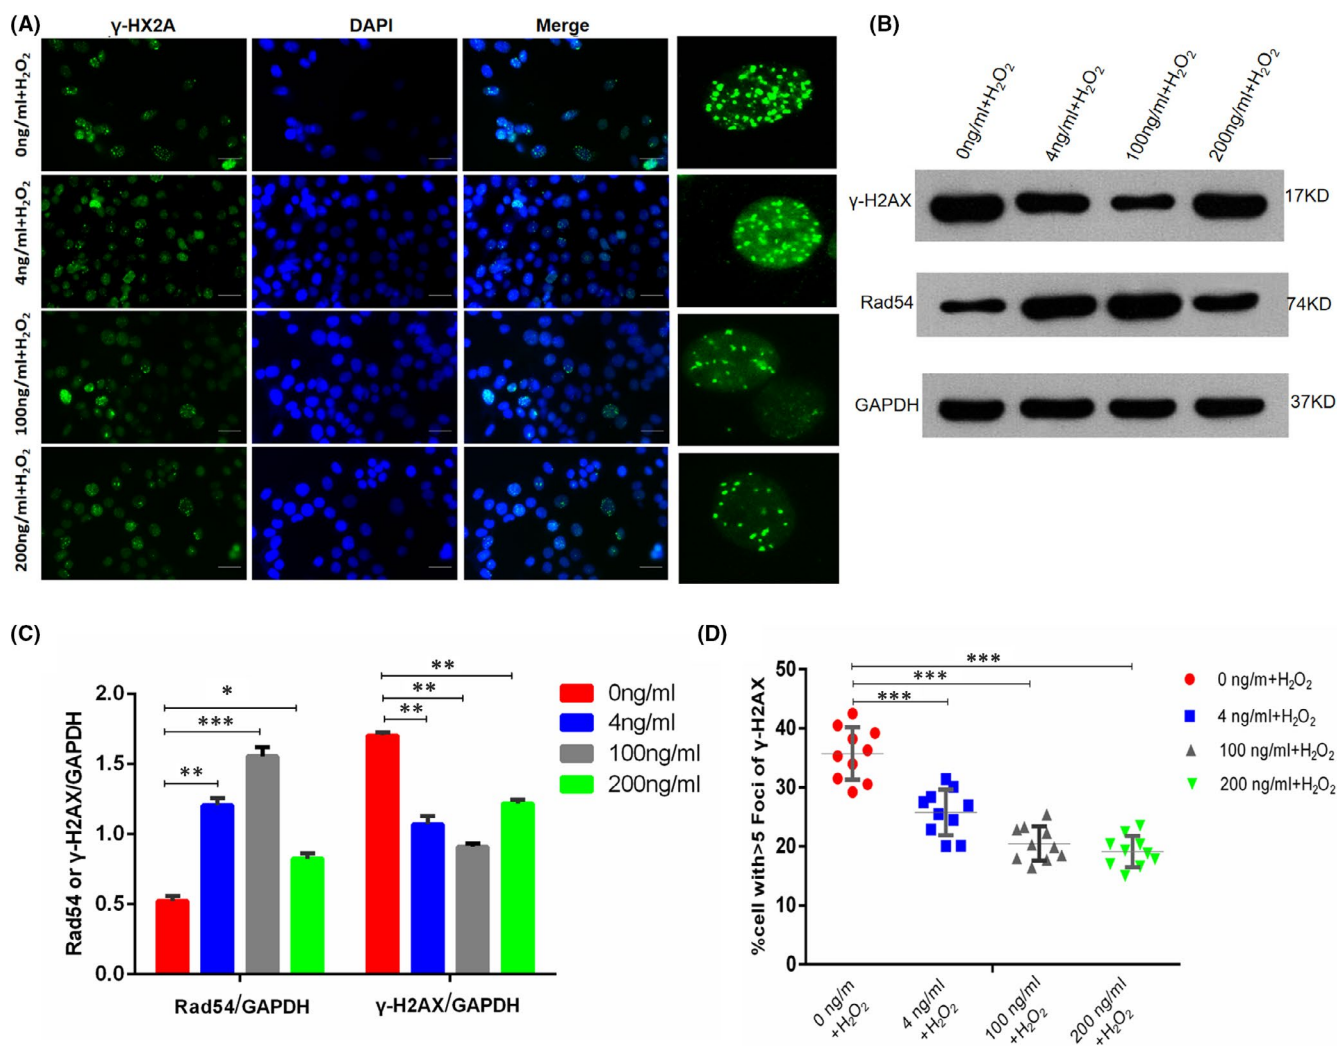 (A)
γ-HX2A DAPI Merge
0ng/ml+H₂O₂
4ng/ml+H₂O₂
100ng/ml+H₂O₂
200ng/ml+H₂O₂
(B)
0ng/ml+H₂O₂ 4ng/ml+H₂O₂ 100ng/ml+H₂O₂ 200ng/ml+H₂O₂
γ-H2AX 17KD
Rad54 74KD
GAPDH 37KD
(C)
Rad54 or γ-H2AX/GAPDH
2.0
1.5
1.0
0.5
0.0
*
***
**
**
**
**
0ng/ml
4ng/ml
100ng/ml
200ng/ml
Rad54/GAPDH γ-H2AX/GAPDH
(D)
%cell with>5 Foci of γ-H2AX
50
40
30
20
10
0
***
***
***
0 ng/m+H₂O₂
4 ng/ml+H₂O₂
100 ng/ml+H₂O₂
200 ng/ml+H₂O₂
0 ng/m
+H₂O₂
4 ng/ml
+H₂O₂
100 ng/ml
+H₂O₂
200 ng/ml
+H₂O₂